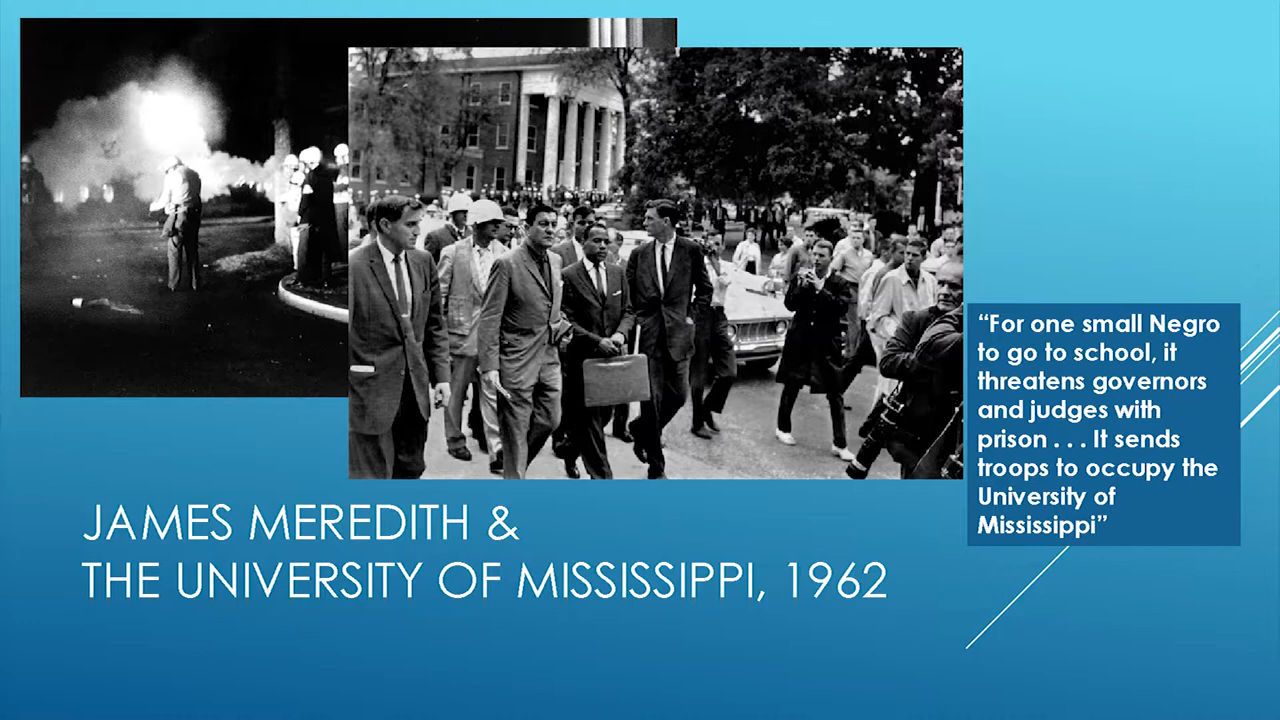 JAMES MEREDITH &
THE UNIVERSITY OF MISSISSIPPI, 1962
“For one small Negro
to go to school, it
threatens governors
and judges with
prison . . . It sends
troops to occupy the
University of
Mississippi”